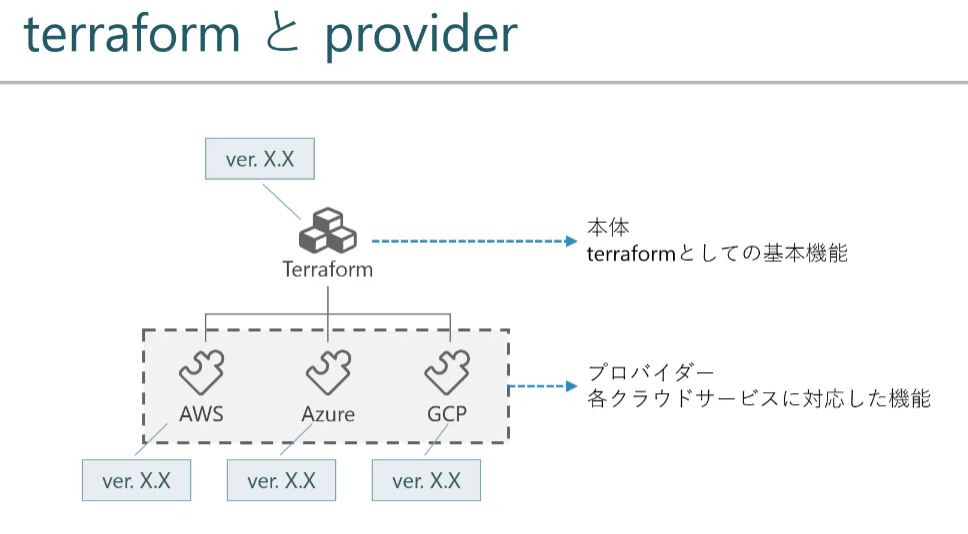 terraform と provider
ver. X.X
Terraform
本体
terraformとしての基本機能
AWS
Azure
GCP
プロバイダー
各クラウドサービスに対応した機能
ver. X.X
ver. X.X
ver. X.X